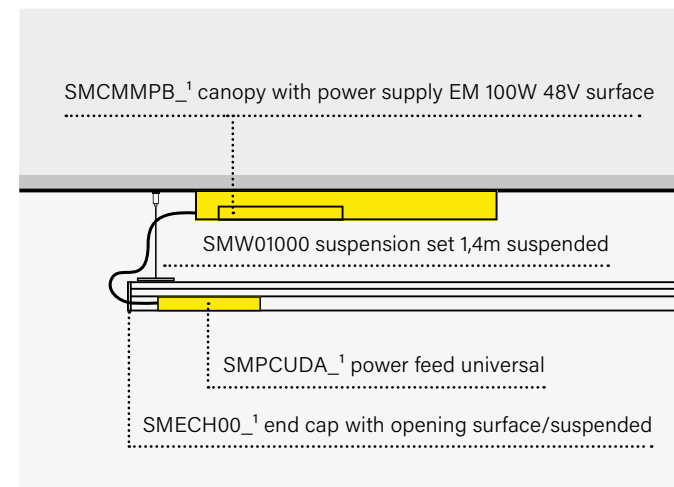 SMCMMPB_¹ canopy with power supply EM 100W 48V surface
SMW01000 suspension set 1,4m suspended
SMPCUDA_¹ power feed universal
SMECH00_¹ end cap with opening surface/suspended